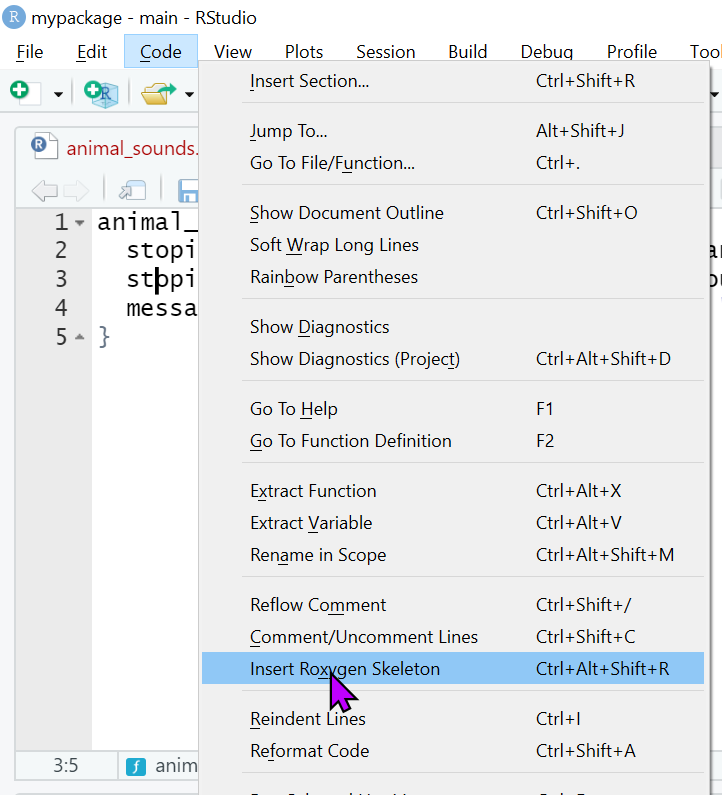 R mypackage - main - RStudio
File Edit Code View Plots Session Build Debug Profile
Insert Section... Ctrl+Shift+R
Jump To... Alt+Shift+J
Go To File/Function... Ctrl+.
Show Document Outline Ctrl+Shift+O
Soft Wrap Long Lines
Rainbow Parentheses
Show Diagnostics
Show Diagnostics (Project) Ctrl+Alt+Shift+D
Go To Help F1
Go To Function Definition F2
Extract Function Ctrl+Alt+X
Extract Variable Ctrl+Alt+V
Rename in Scope Ctrl+Alt+Shift+M
Reflow Comment Ctrl+Shift+/
Comment/Uncomment Lines Ctrl+Shift+C
Insert Roxygen Skeleton Ctrl+Alt+Shift+R
Reindent Lines Ctrl+I
Reformat Code Ctrl+Shift+A
R animal_sounds.
1 animal_
2 stopi
3 stopi
4 messa
5 }
3:5 f anim